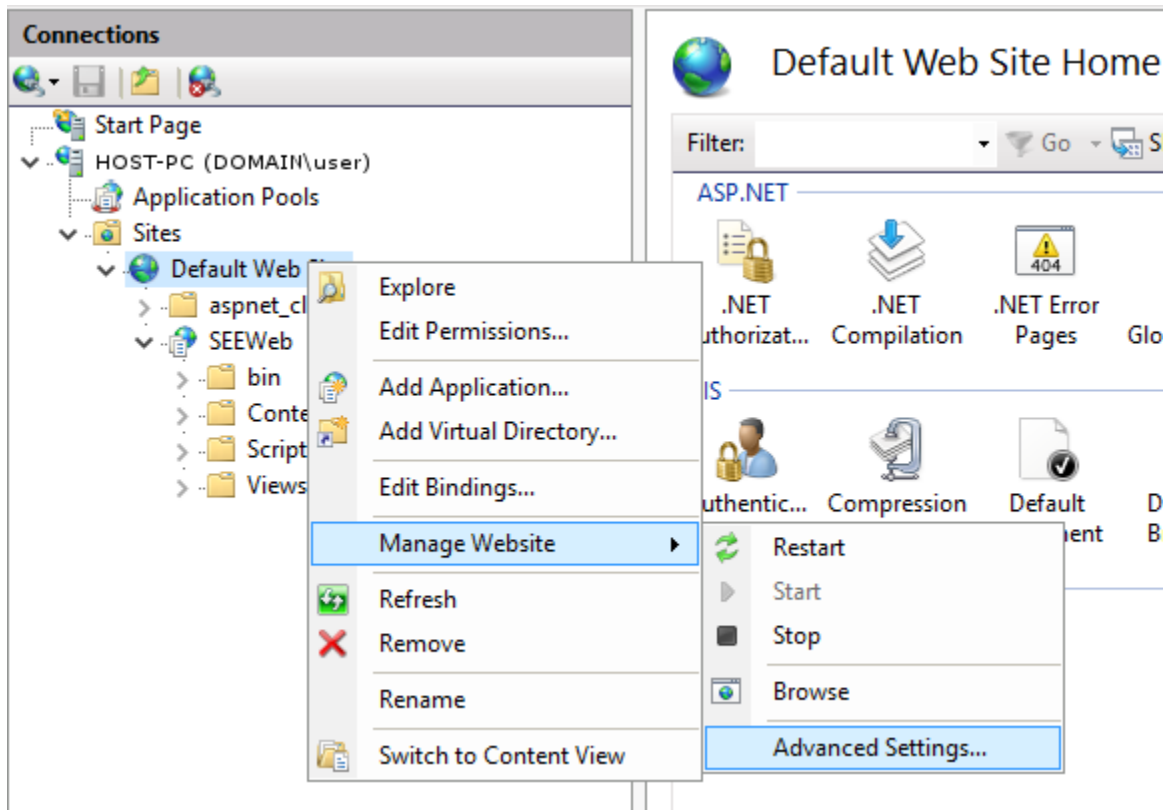 Connections
Start Page
HOST-PC (DOMAIN\user)
Application Pools
Sites
Default Web
aspnet_cl
SEEWeb
bin
Conte
Script
Views
Explore
Edit Permissions...
Add Application...
Add Virtual Directory...
Edit Bindings...
Manage Website
Refresh
Remove
Rename
Switch to Content View
Restart
Start
Stop
Browse
Advanced Settings...
Default Web Site Home
Filter:
Go
S
ASP.NET
.NET
uthorizat...
.NET
Compilation
404
.NET Error
Pages
Glo
IS
uthentic...
Compression
Default
ent
D
B